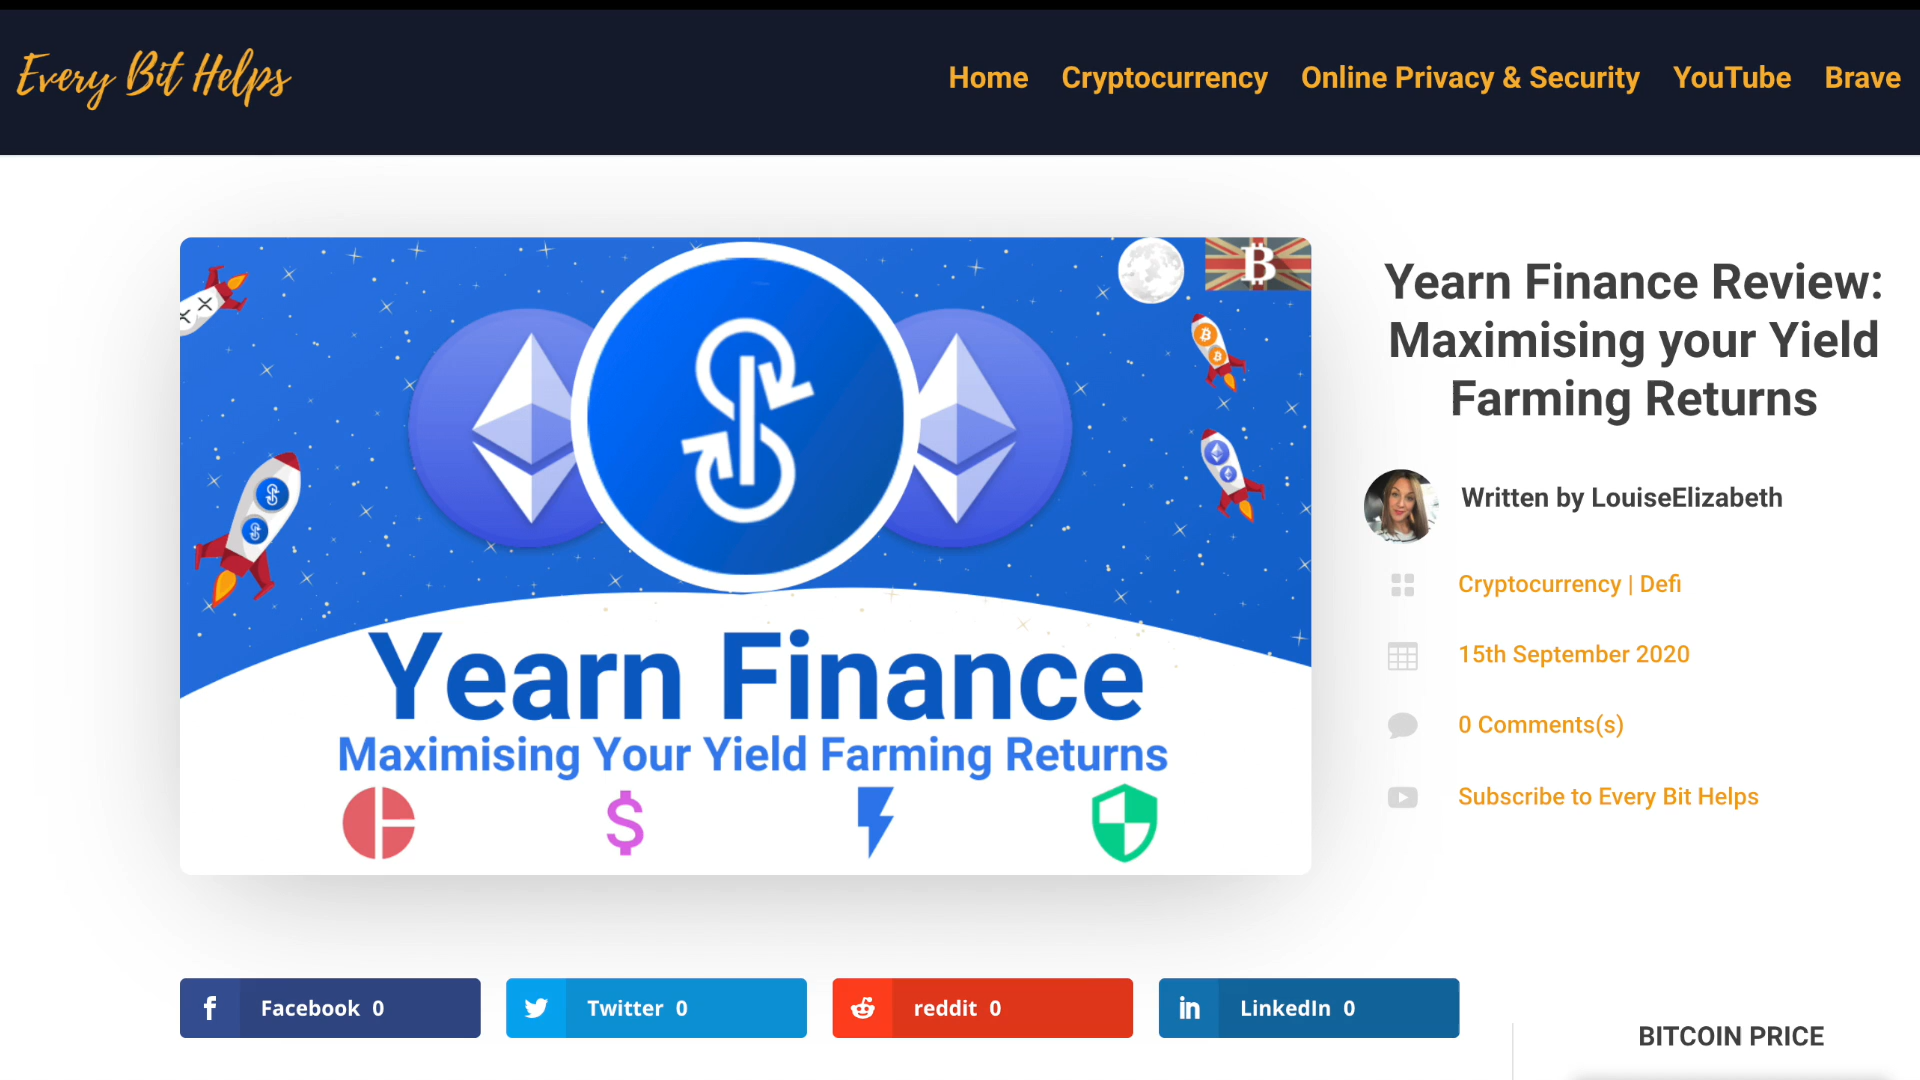 Every Bit Helps
Home Cryptocurrency Online Privacy & Security YouTube Brave
Yearn Finance
Maximising Your Yield Farming Returns
Yearn Finance Review:
Maximising your Yield
Farming Returns
Written by LouiseElizabeth
Cryptocurrency | Defi
15th September 2020
0 Comments(s)
Subscribe to Every Bit Helps
Facebook 0
Twitter 0
reddit 0
LinkedIn 0
BITCOIN PRICE